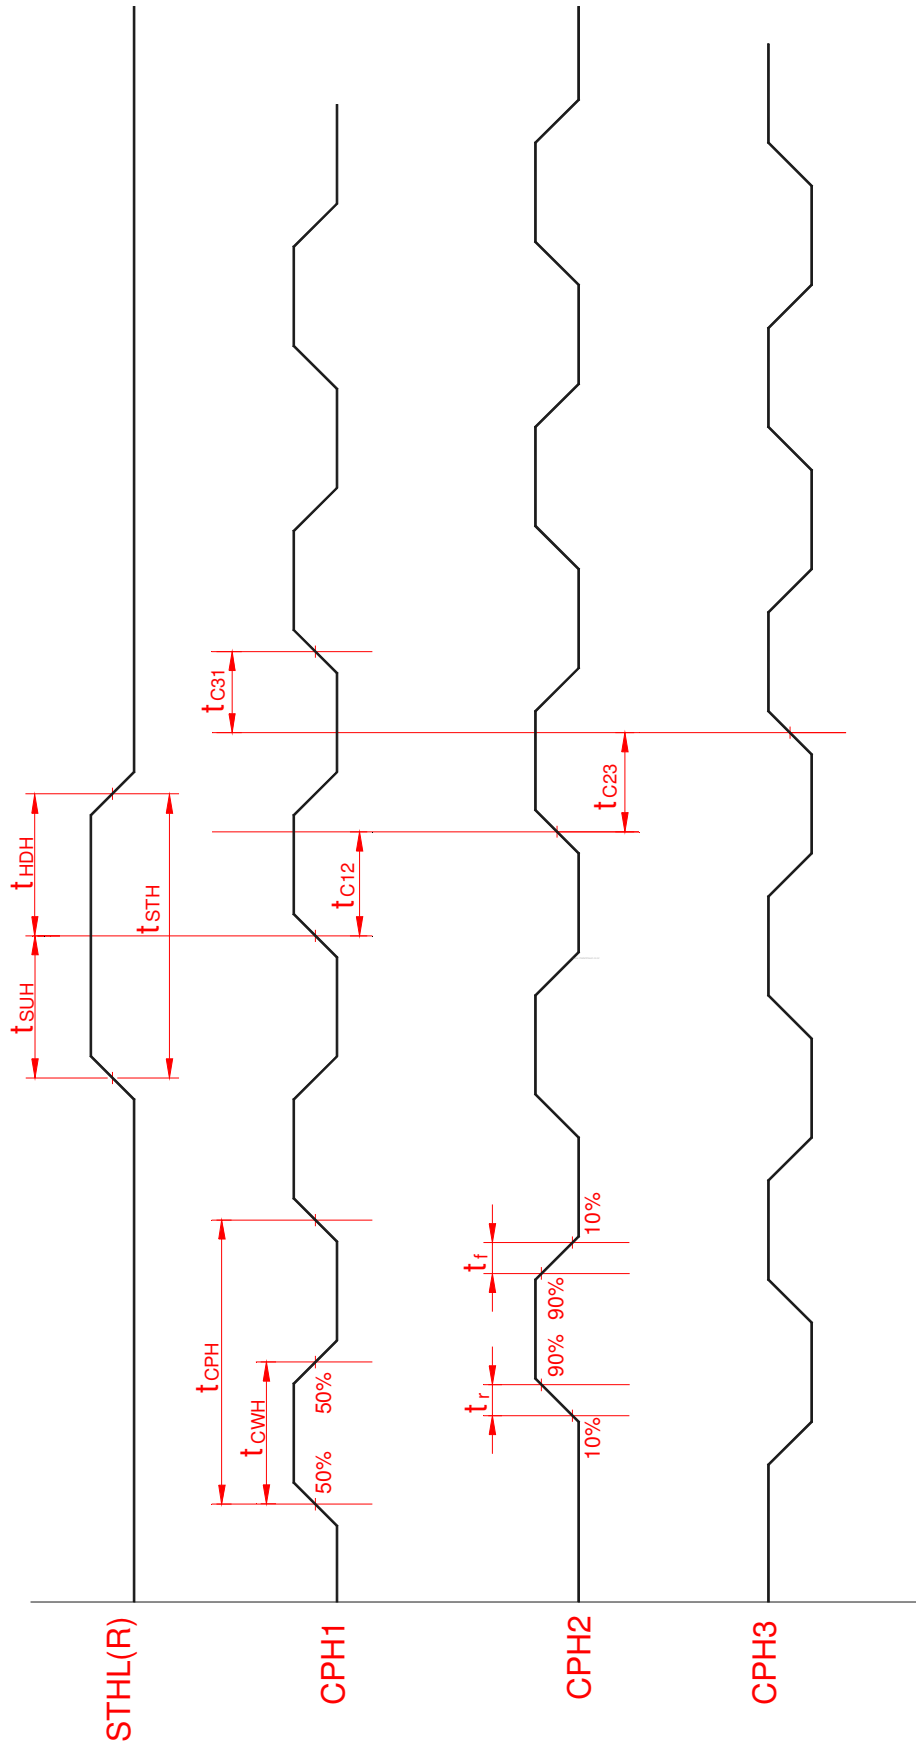 STHL(R)
tSUH
tHDH
tSTH
CPH1
tCPH
tCWH
50%
50%
tC12
tC31
CPH2
tr
tf
10%
90%
90%
10%
tC23
CPH3